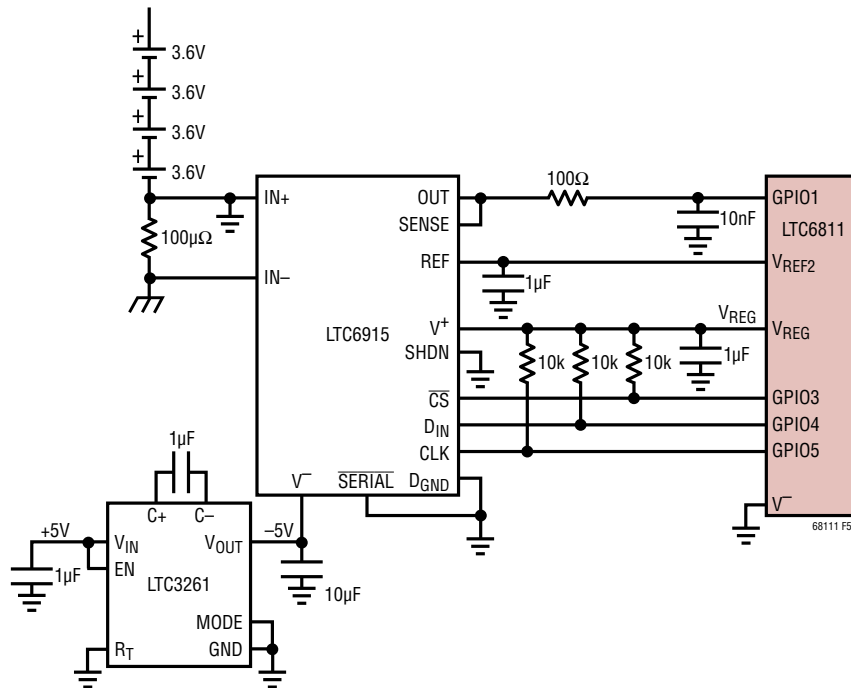 +
3.6V
+
3.6V
+
3.6V
+
3.6V
100µΩ
IN+
IN–
LTC6915
OUT
SENSE
REF
V+
SHDN
CS
DIN
CLK
DGND
V–
SERIAL
100Ω
10nF
1µF
VREG
10k
10k
10k
1µF
GPIO1
LTC6811
VREF2
VREG
GPIO3
GPIO4
GPIO5
V–
68111 F5
1µF
C+
C–
+5V
VIN
VOUT
–5V
1µF
EN
LTC3261
10µF
MODE
RT
GND